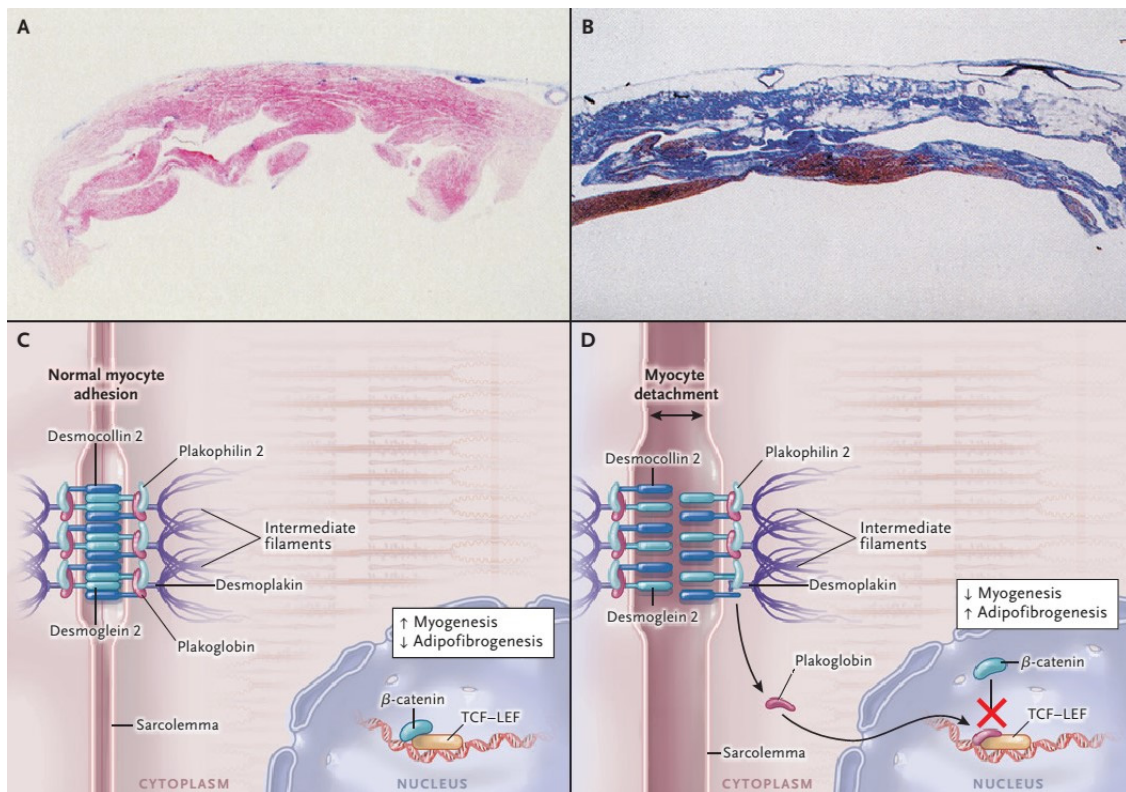 A
B
C
Normal myocyte
adhesion
Desmocollin 2
Plakophilin 2
Intermediate
filaments
Desmoplakin
Desmoglein 2
Plakoglobin
↑ Myogenesis
↓ Adipofibrogenesis
β-catenin
TCF–LEF
Sarcolemma
CYTOPLASM
NUCLEUS
D
Myocyte
detachment
Desmocollin 2
Plakophilin 2
Intermediate
filaments
Desmoplakin
Desmoglein 2
↓ Myogenesis
↑ Adipofibrogenesis
Plakoglobin
β-catenin
TCF–LEF
Sarcolemma
CYTOPLASM
NUCLEUS